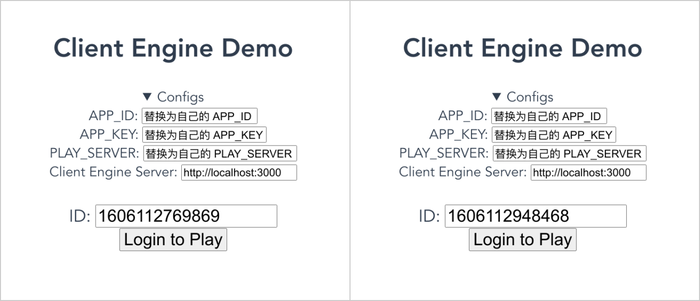 Client Engine Demo
▼ Configs
APP_ID: 替换为自己的 APP_ID
APP_KEY: 替换为自己的 APP_KEY
PLAY_SERVER: 替换为自己的 PLAY_SERVER
Client Engine Server: http://localhost:3000
ID: 1606112769869
Login to Play
Client Engine Demo
▼ Configs
APP_ID: 替换为自己的 APP_ID
APP_KEY: 替换为自己的 APP_KEY
PLAY_SERVER: 替换为自己的 PLAY_SERVER
Client Engine Server: http://localhost:3000
ID: 1606112948468
Login to Play